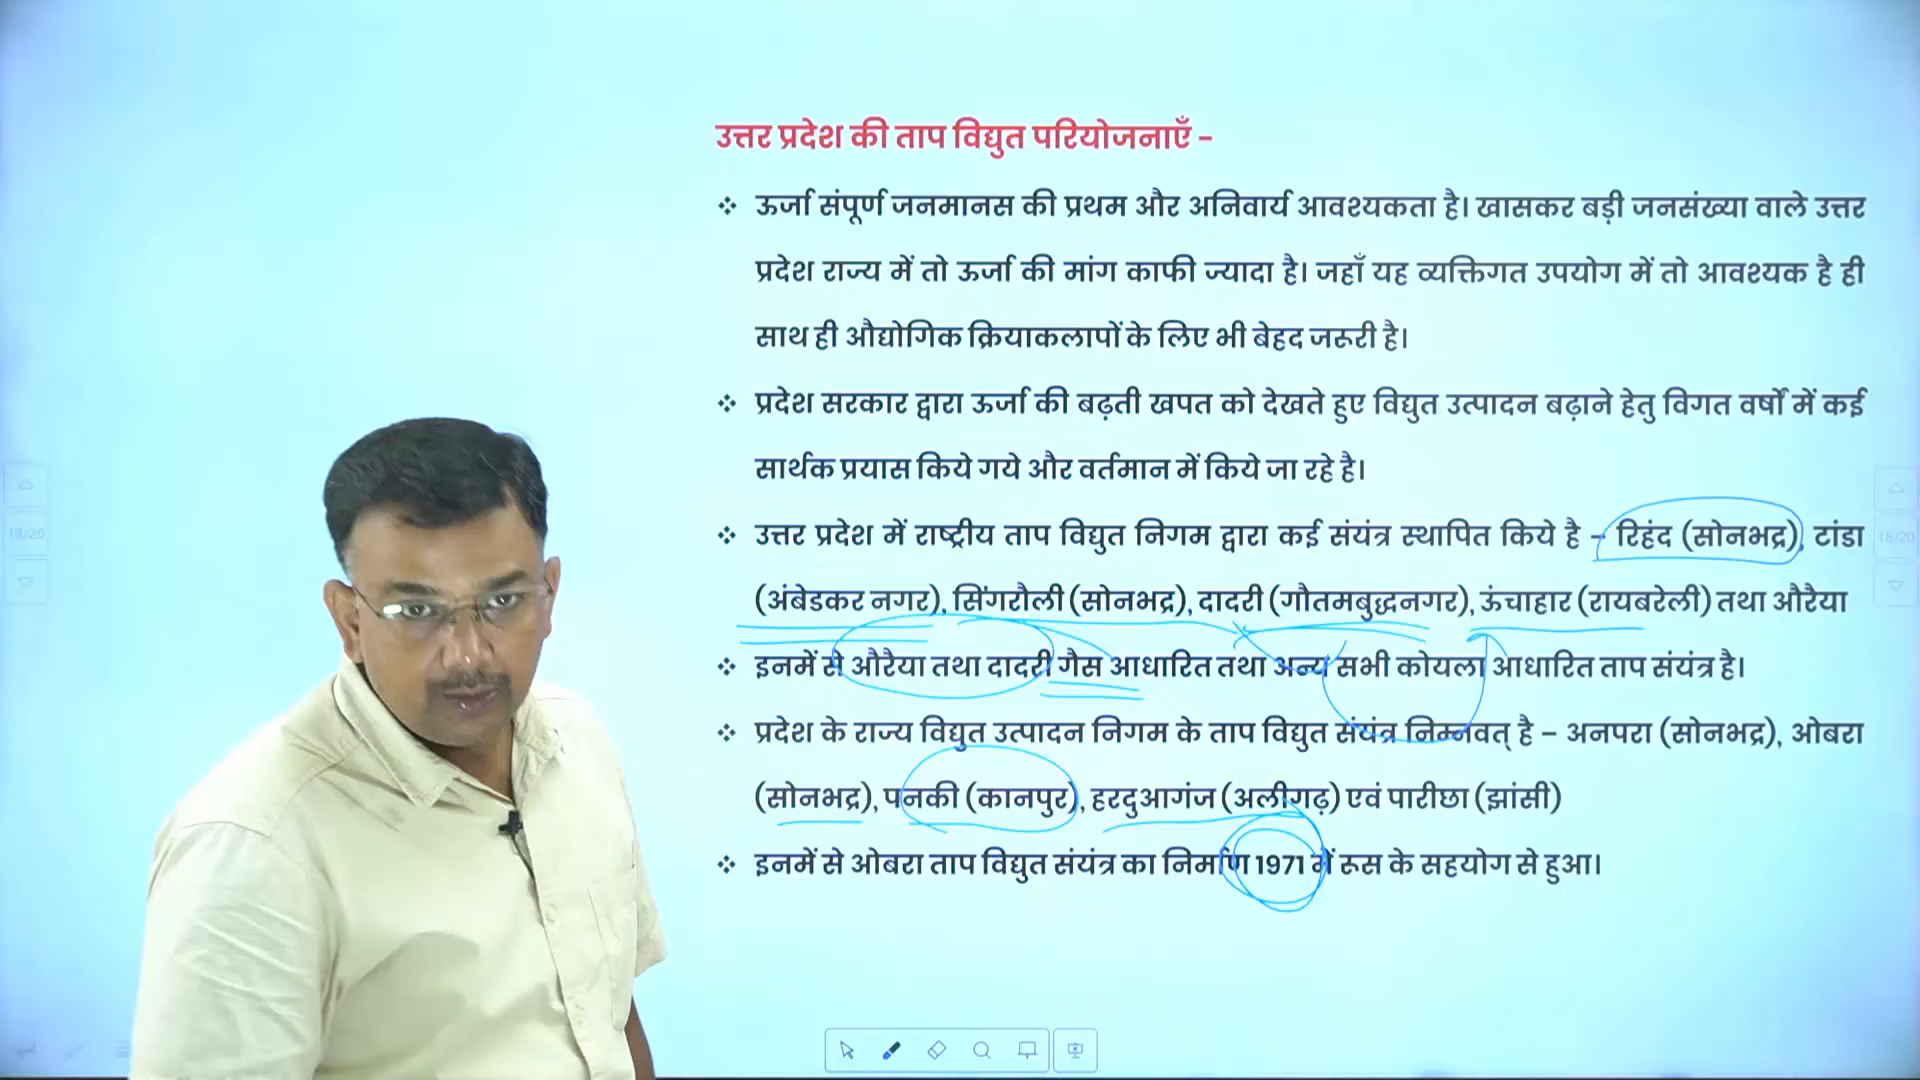 उत्तर प्रदेश की ताप विद्युत परियोजनाएँ –
❖ ऊर्जा संपूर्ण जनमानस की प्रथम और अनिवार्य आवश्यकता है। खासकर बड़ी जनसंख्या वाले उत्तर
प्रदेश राज्य में तो ऊर्जा की मांग काफी ज्यादा है। जहाँ यह व्यक्तिगत उपयोग में तो आवश्यक है ही
साथ ही औद्योगिक क्रियाकलापों के लिए भी बेहद जरूरी है।
❖ प्रदेश सरकार द्वारा ऊर्जा की बढ़ती खपत को देखते हुए विद्युत उत्पादन बढ़ाने हेतु विगत वर्षों में कई
सार्थक प्रयास किये गये और वर्तमान में किये जा रहे है।
❖ उत्तर प्रदेश में राष्ट्रीय ताप विद्युत निगम द्वारा कई संयंत्र स्थापित किये है – रिहंद (सोनभद्र), टांडा
(अंबेडकर नगर), सिंगरौली (सोनभद्र), दादरी (गौतमबुद्धनगर), ऊंचाहार (रायबरेली) तथा औरैया
❖ इनमें से औरैया तथा दादरी गैस आधारित तथा अन्य सभी कोयला आधारित ताप संयंत्र है।
❖ प्रदेश के राज्य विद्युत उत्पादन निगम के ताप विद्युत संयंत्र निम्नवत् है – अनपरा (सोनभद्र), ओबरा
(सोनभद्र), पनकी (कानपुर), हरदुआगंज (अलीगढ़) एवं पारीछा (झांसी)
❖ इनमें से ओबरा ताप विद्युत संयंत्र का निर्माण 1971 में रूस के सहयोग से हुआ।
18/20
18/20